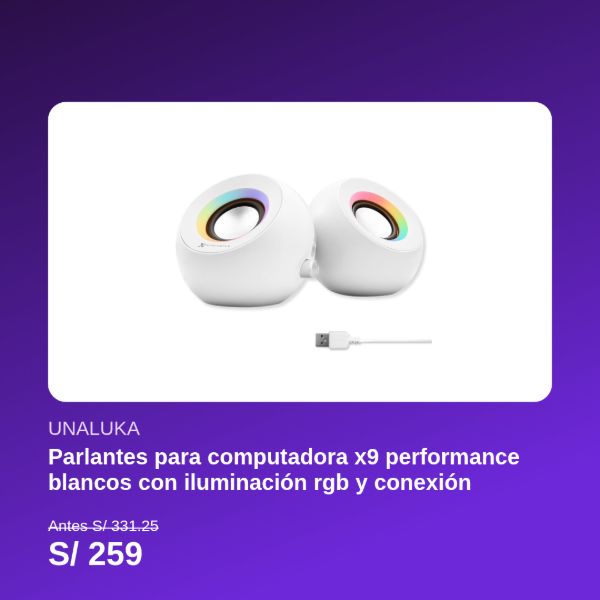 UNALUKA
Parlantes para computadora x9 performance
blancos con iluminación rgb y conexión
Antes S/ 331.25
S/ 259